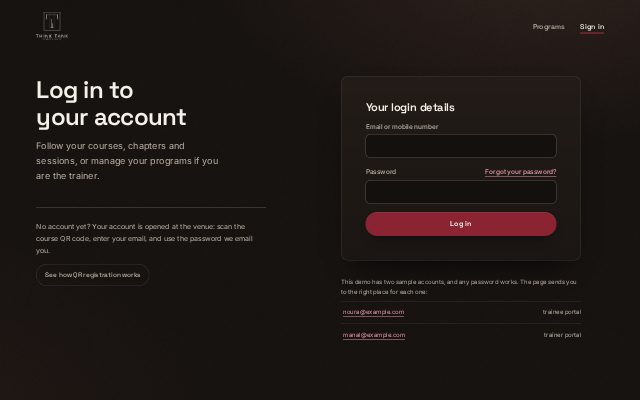 THINK TANK
Programs
Sign in
Log in to
your account
Follow your courses, chapters and
sessions, or manage your programs if you
are the trainer.
No account yet? Your account is opened at the venue: scan the
course QR code, enter your email, and use the password we email
you.
See how QR registration works
Your login details
Email or mobile number
Password
Forgot your password?
Log in
This demo has two sample accounts, and any password works. The page sends you
to the right place for each one:
noura@example.com
trainee portal
manal@example.com
trainer portal